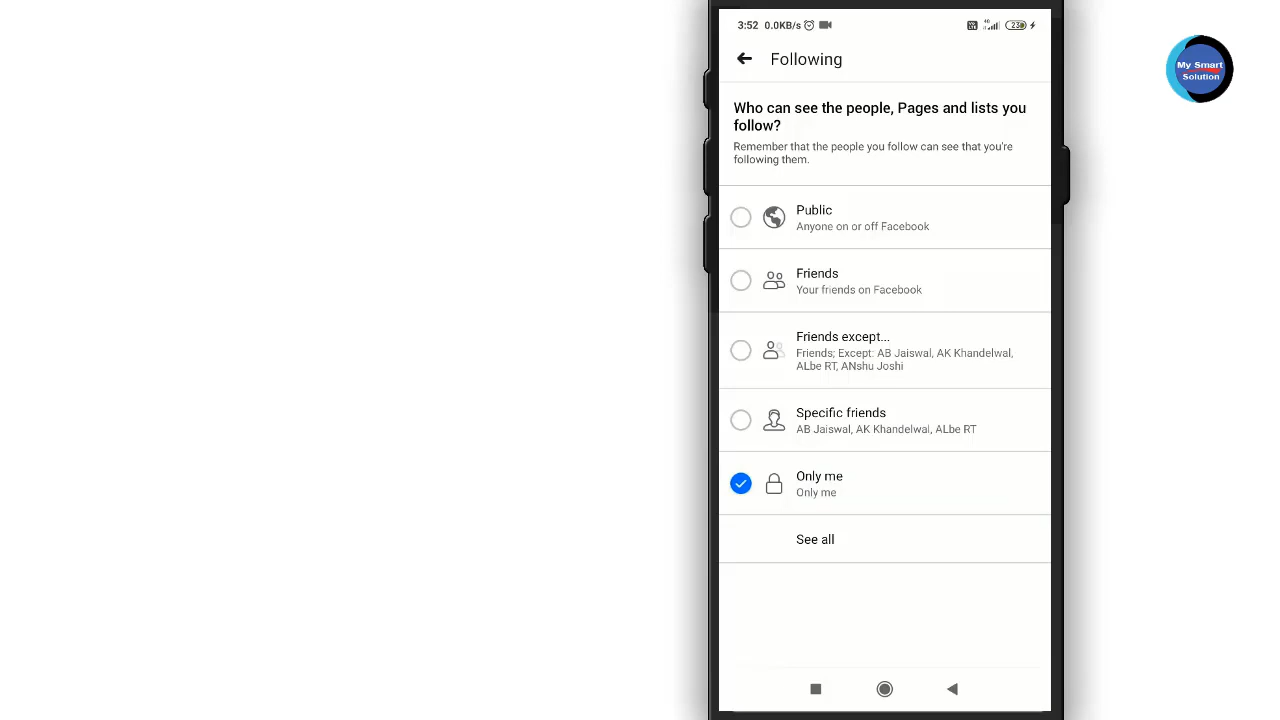 3:52 0.0KB/s 4G 23
Following
Who can see the people, Pages and lists you
follow?
Remember that the people you follow can see that you're
following them.
Public
Anyone on or off Facebook
Friends
Your friends on Facebook
Friends except...
Friends; Except: AB Jaiswal, AK Khandelwal,
ALbe RT, ANshu Joshi
Specific friends
AB Jaiswal, AK Khandelwal, ALbe RT
Only me
Only me
See all
My Smart
Solution